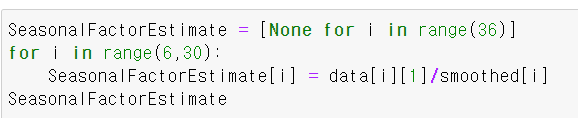 SeasonalFactorEstimate = [None for i in range(36)]
for i in range(6,30):
    SeasonalFactorEstimate[i] = data[i][1]/smoothed[i]
SeasonalFactorEstimate